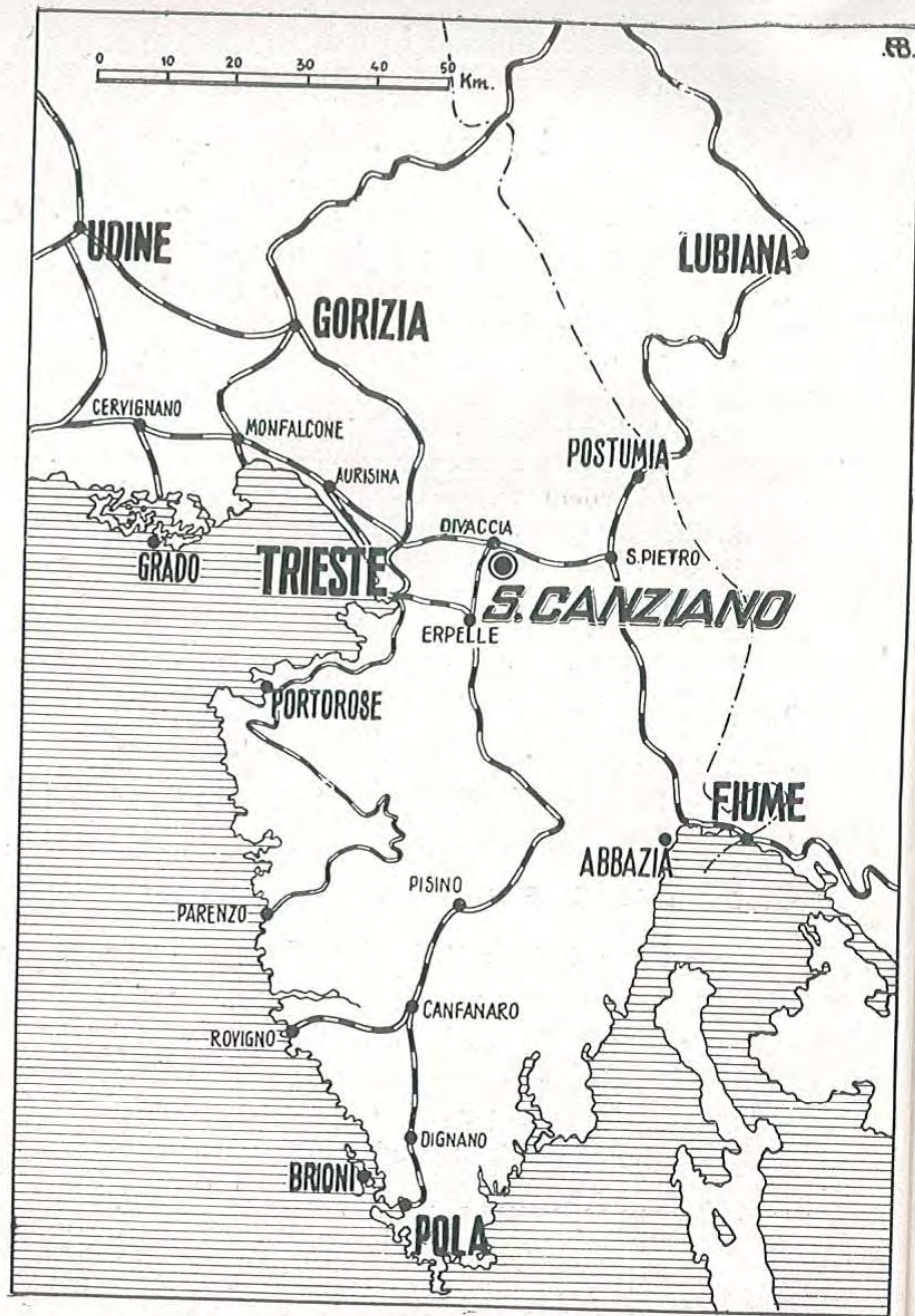 0 10 20 30 40 50 Km.
UDINE
LUBIANA
GORIZIA
CERVIGNANO
MONFALCONE
AURISINA
POSTUMIA
GRADO
TRIESTE
DIVACCIA
S. PIETRO
S. CANZIANO
ERPELLE
PORTOROSE
FIUME
ABBAZIA
PISINO
PARENZO
CANFANARO
ROVIGNO
DIGNANO
BRIONI
POLA